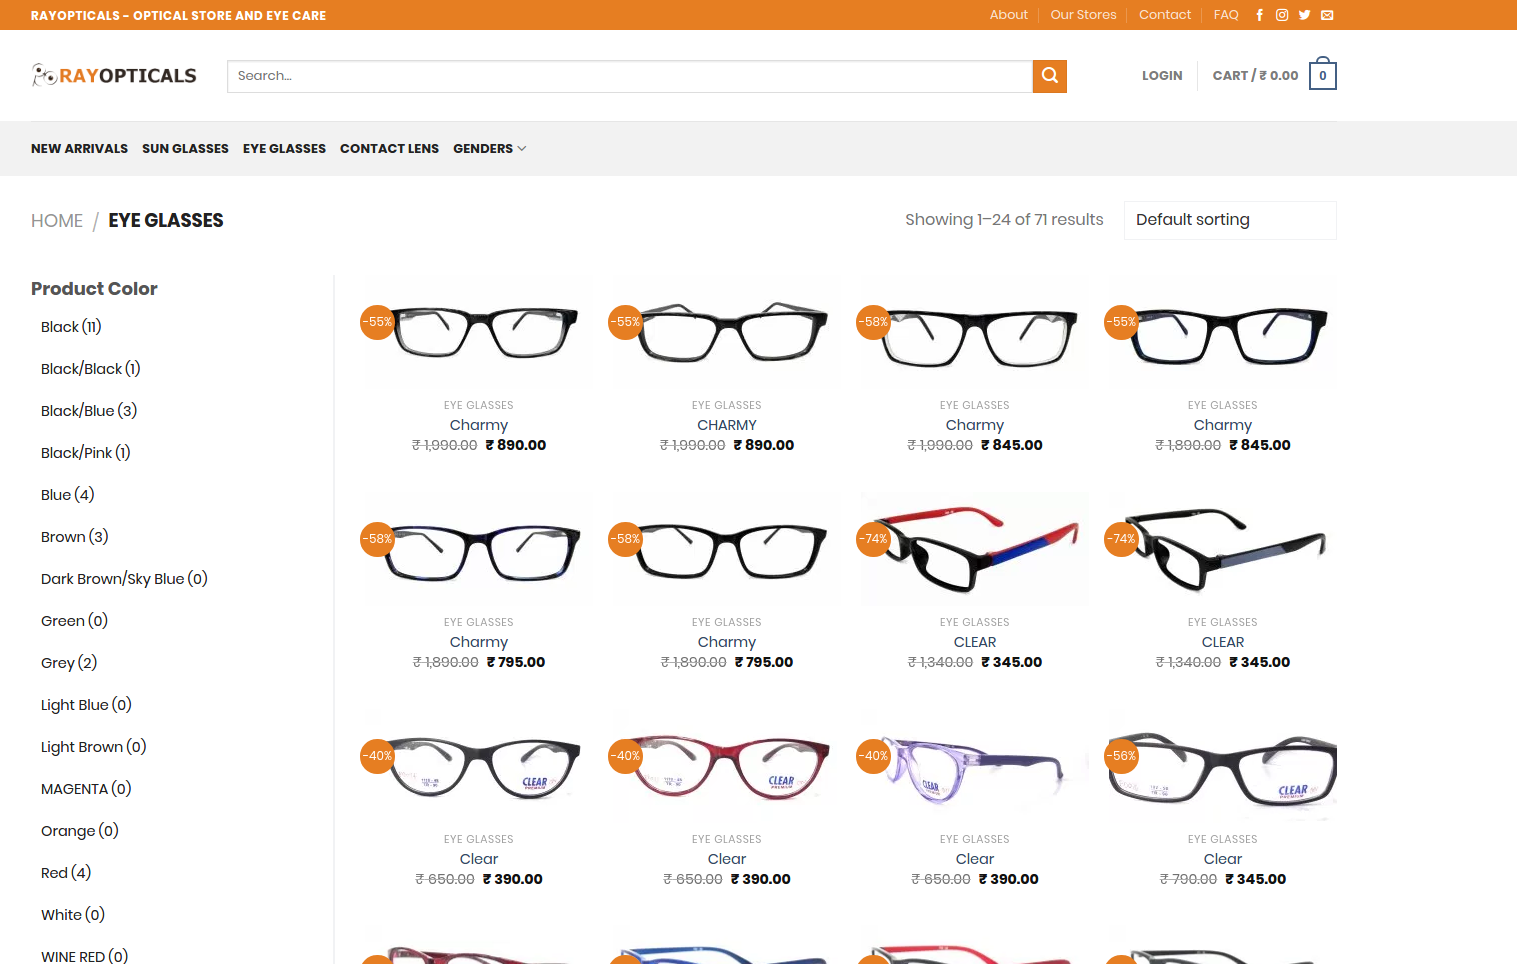 RAYOPTICALS - OPTICAL STORE AND EYE CARE
About Our Stores Contact FAQ
RAYOPTICALS
Search...
LOGIN
CART / ₹ 0.00
0
NEW ARRIVALS SUN GLASSES EYE GLASSES CONTACT LENS GENDERS
HOME / EYE GLASSES
Showing 1–24 of 71 results
Default sorting
Product Color
Black (11)
Black/Black (1)
Black/Blue (3)
Black/Pink (1)
Blue (4)
Brown (3)
Dark Brown/Sky Blue (0)
Green (0)
Grey (2)
Light Blue (0)
Light Brown (0)
MAGENTA (0)
Orange (0)
Red (4)
White (0)
WINE RED (0)
-55% -55% -58% -55%
EYE GLASSES EYE GLASSES EYE GLASSES EYE GLASSES
Charmy CHARMY Charmy Charmy
₹ 1,990.00 ₹ 890.00 ₹ 1,990.00 ₹ 890.00 ₹ 1,990.00 ₹ 845.00 ₹ 1,890.00 ₹ 845.00
-58% -58% -74% -74%
EYE GLASSES EYE GLASSES EYE GLASSES EYE GLASSES
Charmy Charmy CLEAR CLEAR
₹ 1,890.00 ₹ 795.00 ₹ 1,890.00 ₹ 795.00 ₹ 1,340.00 ₹ 345.00 ₹ 1,340.00 ₹ 345.00
-40% -40% -40% -56%
CLEAR CLEAR CLEAR CLEAR
PREMIUM PREMIUM PREMIUM
EYE GLASSES EYE GLASSES EYE GLASSES EYE GLASSES
Clear Clear Clear Clear
₹ 650.00 ₹ 390.00 ₹ 650.00 ₹ 390.00 ₹ 650.00 ₹ 390.00 ₹ 790.00 ₹ 345.00